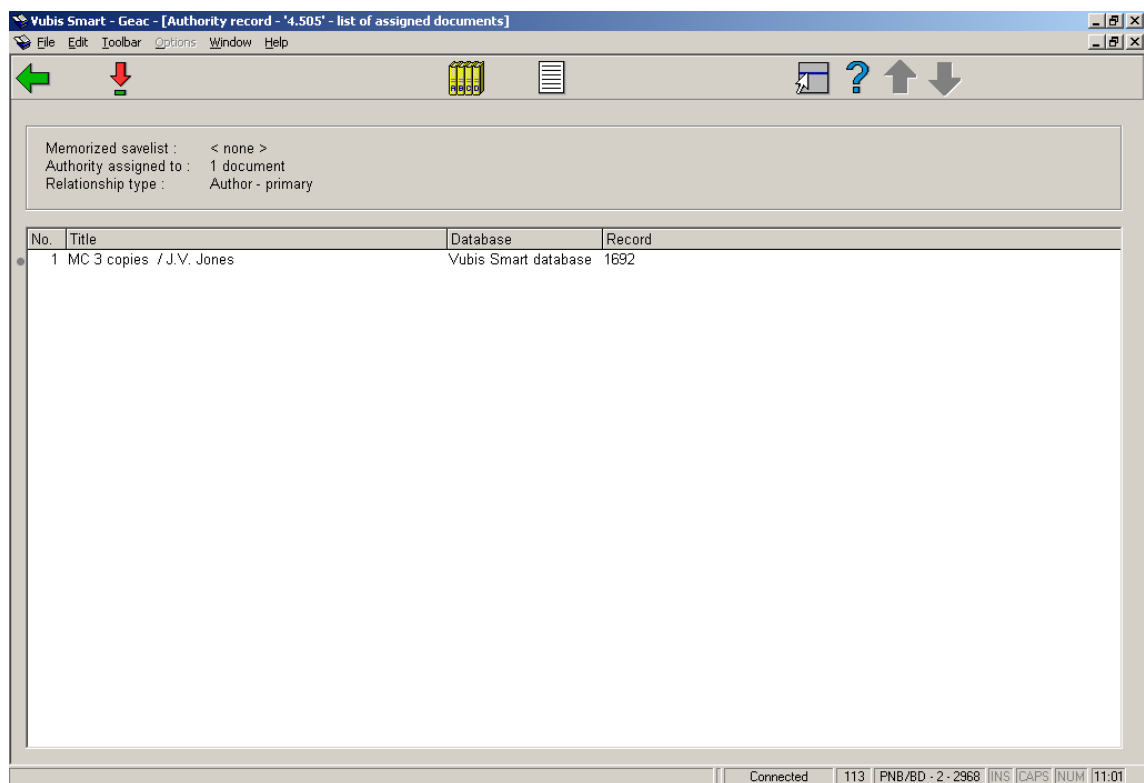 Vubis Smart - Geac - [Authority record - '4.505' - list of assigned documents]
File Edit Toolbar Options Window Help
ABCD
Memorized savelist : < none >
Authority assigned to : 1 document
Relationship type : Author - primary
No. Title Database Record
1 MC 3 copies / J.V. Jones Vubis Smart database 1692
Connected 113 PNB/BD - 2 - 2968 INS CAPS NUM 11:01